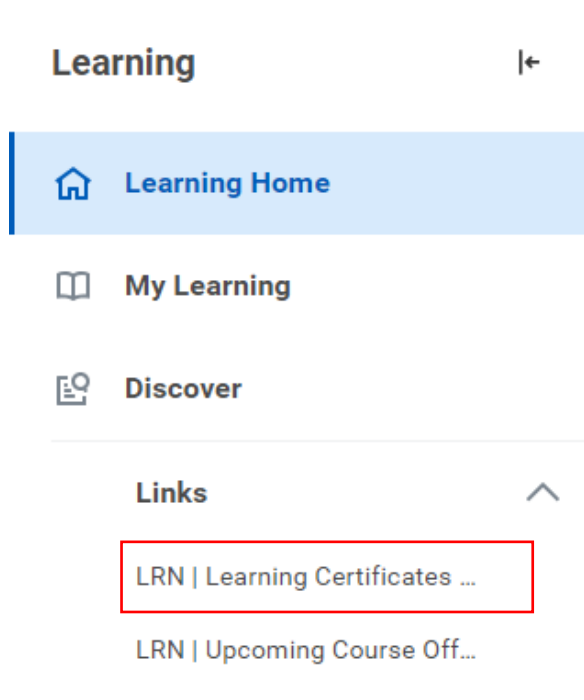 Learning
Learning Home
My Learning
Discover
Links
LRN | Learning Certificates ...
LRN | Upcoming Course Off...